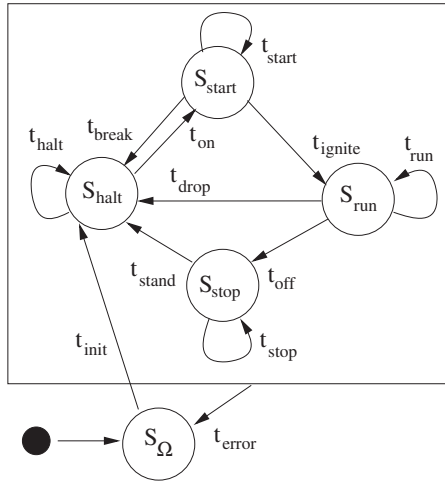 t_start
S_start
t_halt
t_break
t_on
t_ignite
t_run
S_halt
t_drop
S_run
t_stand
S_stop
t_off
t_stop
t_init
S_Ω
t_error